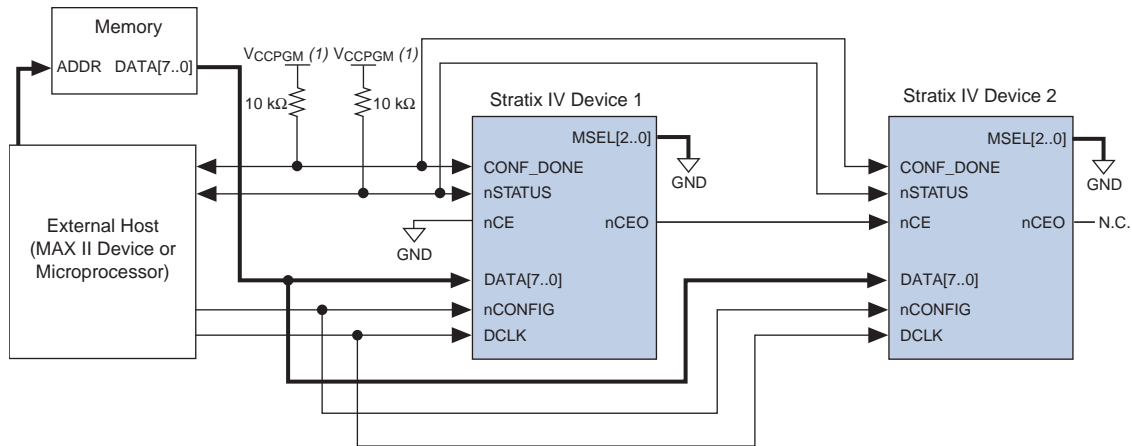 Memory
ADDR DATA[7..0]
VCCPGM (1) VCCPGM (1)
10 kΩ 10 kΩ
External Host
(MAX II Device or
Microprocessor)
Stratix IV Device 1
MSEL[2..0]
GND
CONF_DONE
nSTATUS
nCE nCEO
GND
DATA[7..0]
nCONFIG
DCLK
Stratix IV Device 2
MSEL[2..0]
GND
CONF_DONE
nSTATUS
nCE nCEO N.C.
DATA[7..0]
nCONFIG
DCLK